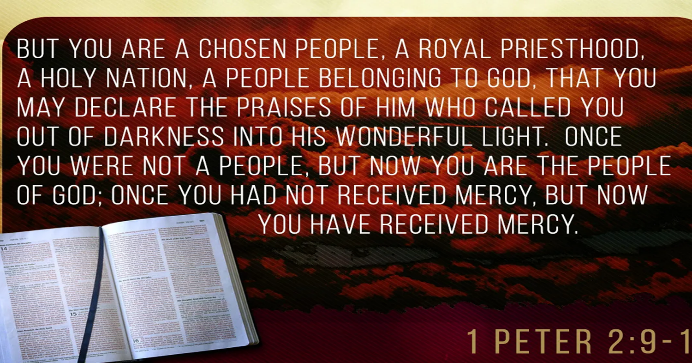 BUT YOU ARE A CHOSEN PEOPLE, A ROYAL PRIESTHOOD,
A HOLY NATION, A PEOPLE BELONGING TO GOD, THAT YOU
MAY DECLARE THE PRAISES OF HIM WHO CALLED YOU
OUT OF DARKNESS INTO HIS WONDERFUL LIGHT. ONCE
YOU WERE NOT A PEOPLE, BUT NOW YOU ARE THE PEOPLE
OF GOD; ONCE YOU HAD NOT RECEIVED MERCY, BUT NOW
YOU HAVE RECEIVED MERCY.
1 PETER 2:9-1